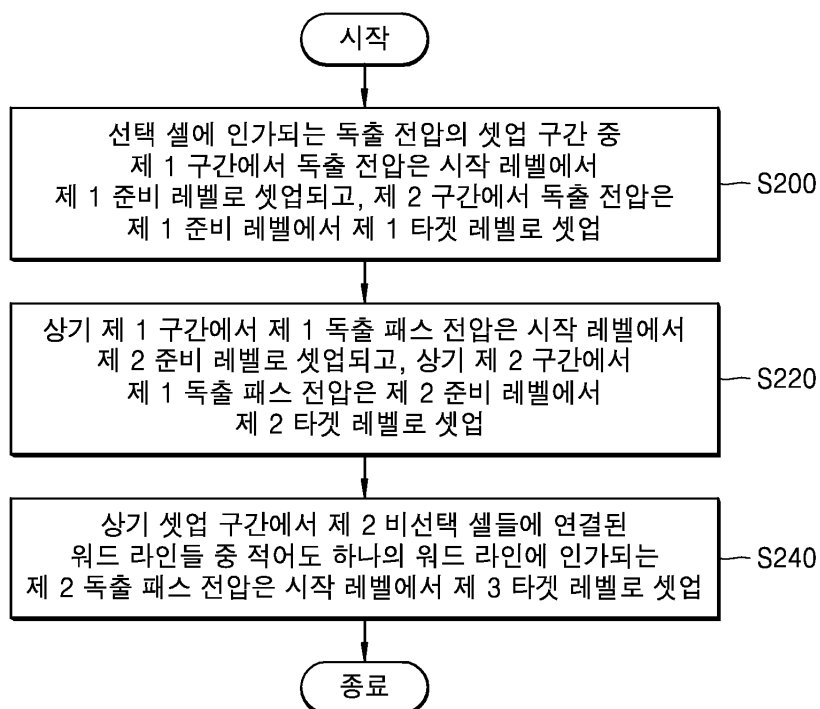 시작
선택 셀에 인가되는 독출 전압의 셋업 구간 중
제 1 구간에서 독출 전압은 시작 레벨에서
제 1 준비 레벨로 셋업되고, 제 2 구간에서 독출 전압은
제 1 준비 레벨에서 제 1 타겟 레벨로 셋업
S200
상기 제 1 구간에서 제 1 독출 패스 전압은 시작 레벨에서
제 2 준비 레벨로 셋업되고, 상기 제 2 구간에서
제 1 독출 패스 전압은 제 2 준비 레벨에서
제 2 타겟 레벨로 셋업
S220
상기 셋업 구간에서 제 2 비선택 셀들에 연결된
워드 라인들 중 적어도 하나의 워드 라인에 인가되는
제 2 독출 패스 전압은 시작 레벨에서 제 3 타겟 레벨로 셋업
S240
종료